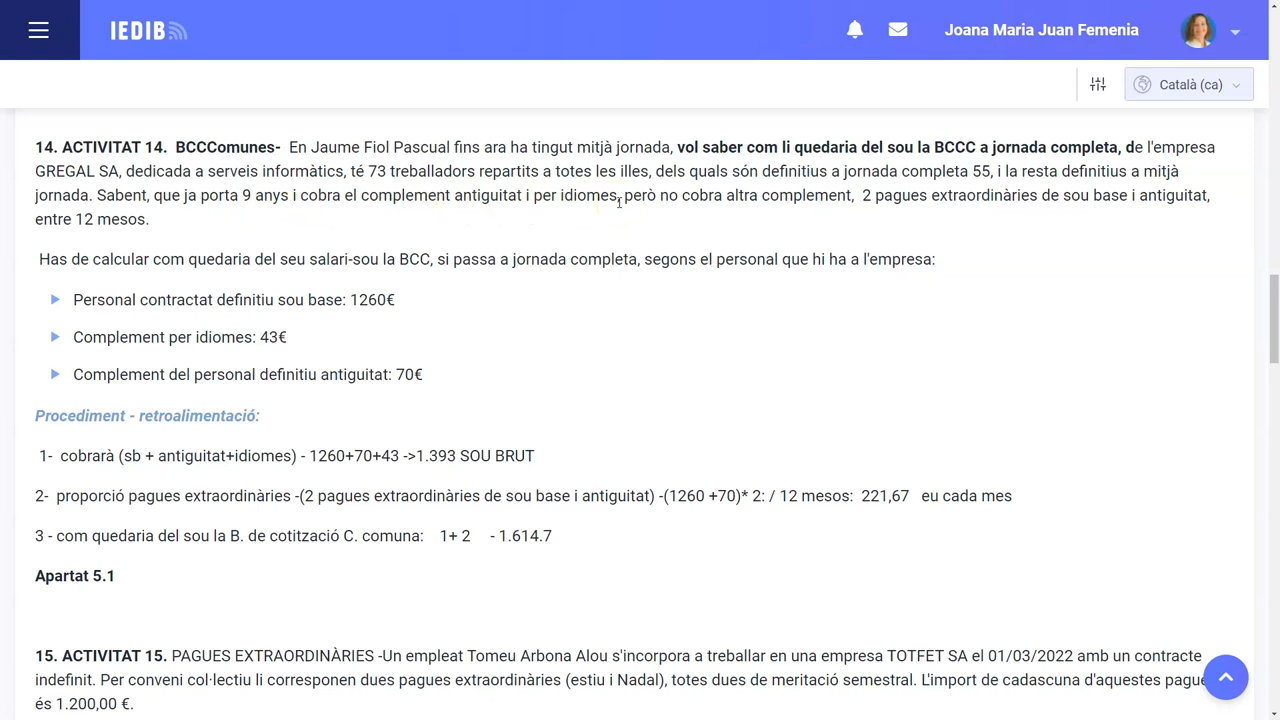 IEDIB
Joana Maria Juan Femenia
Català (ca)
14. ACTIVITAT 14. BCCComunes- En Jaume Fiol Pascual fins ara ha tingut mitjà jornada, vol saber com li quedaria del sou la BCCC a jornada completa, de l'empresa
GREGAL SA, dedicada a serveis informàtics, té 73 treballadors repartits a totes les illes, dels quals són definitius a jornada completa 55, i la resta definitius a mitjà
jornada. Sabent, que ja porta 9 anys i cobra el complement antiguitat i per idiomes, però no cobra altra complement, 2 pagues extraordinàries de sou base i antiguitat,
entre 12 mesos.
Has de calcular com quedaria del seu salari-sou la BCC, si passa a jornada completa, segons el personal que hi ha a l'empresa:
Personal contractat definitiu sou base: 1260€
Complement per idiomes: 43€
Complement del personal definitiu antiguitat: 70€
Procediment - retroalimentació:
1- cobrarà (sb + antiguitat+idiomes) - 1260+70+43 ->1.393 SOU BRUT
2- proporció pagues extraordinàries -(2 pagues extraordinàries de sou base i antiguitat) -(1260 +70)* 2: / 12 mesos: 221,67 eu cada mes
3 - com quedaria del sou la B. de cotització C. comuna: 1+ 2 - 1.614.7
Apartat 5.1
15. ACTIVITAT 15. PAGUES EXTRAORDINÀRIES -Un empleat Tomeu Arbona Alou s'incorpora a treballar en una empresa TOTFET SA el 01/03/2022 amb un contracte
indefinit. Per conveni col·lectiu li corresponen dues pagues extraordinàries (estiu i Nadal), totes dues de meritació semestral. L'import de cadascuna d'aquestes pagues
és 1.200,00 €.